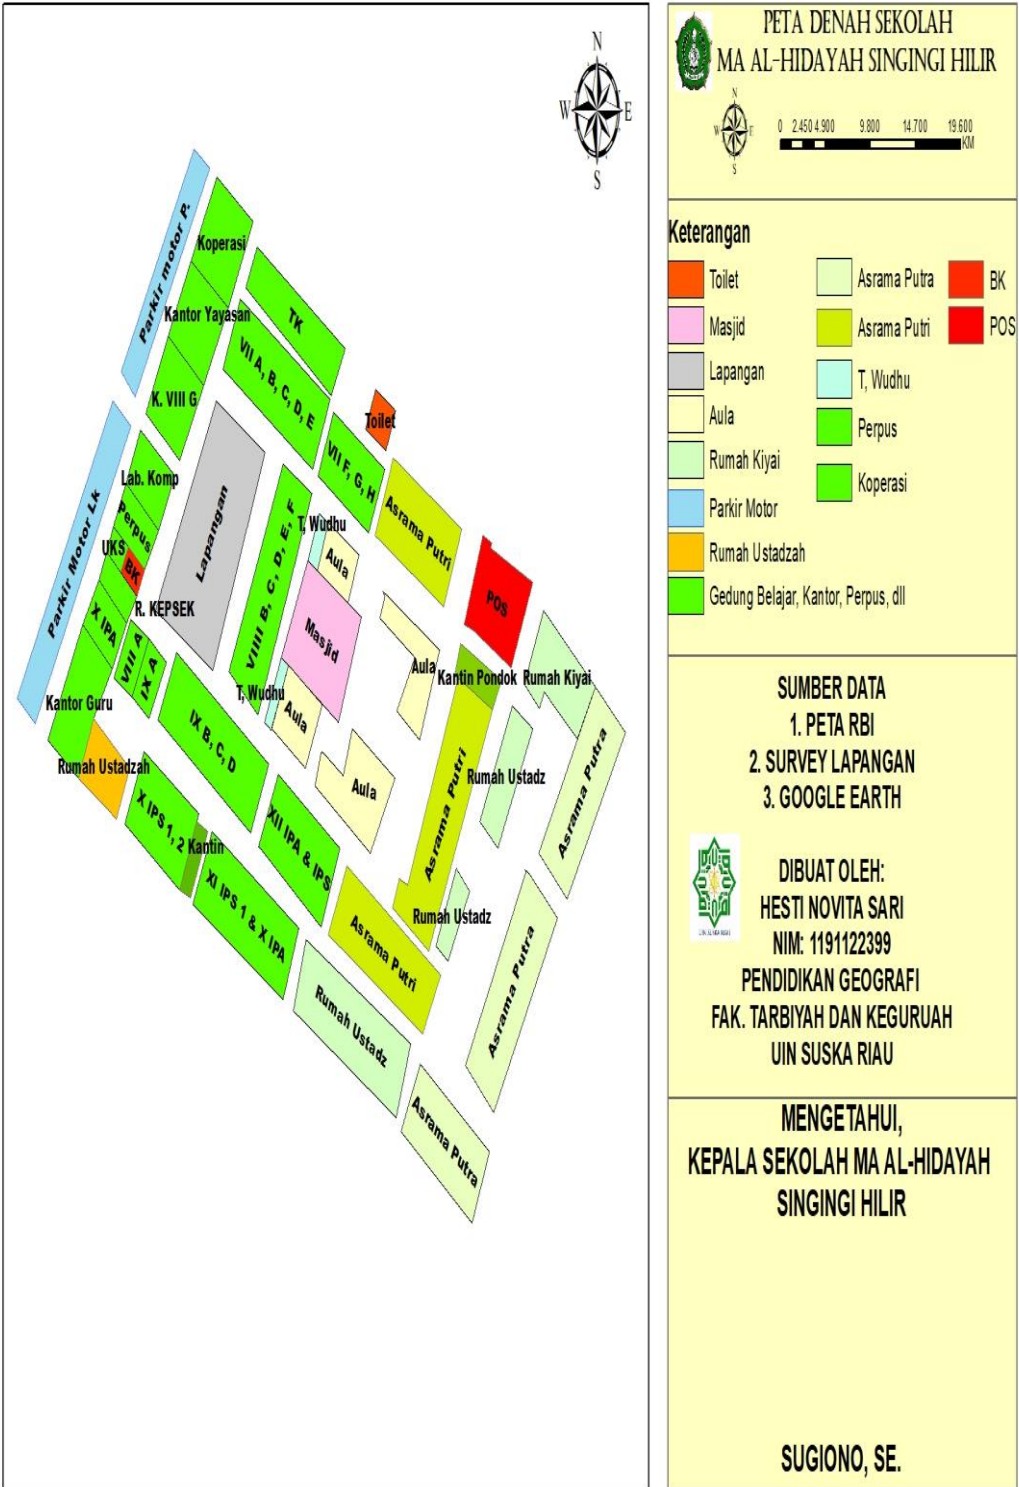 PETA DENAH SEKOLAH
MA AL-HIDAYAH SINGINGI HILIR
N
W E
S
0 2.450 4.900 9.800 14.700 19.600
KM
Keterangan
Toilet
Masjid
Lapangan
Aula
Rumah Kiyai
Parkir Motor
Rumah Ustadzah
Gedung Belajar, Kantor, Perpus, dll
Asrama Putra
Asrama Putri
T, Wudhu
Perpus
Koperasi
BK
POS
SUMBER DATA
1. PETA RBI
2. SURVEY LAPANGAN
3. GOOGLE EARTH
DIBUAT OLEH:
HESTI NOVITA SARI
NIM: 1191122399
PENDIDIKAN GEOGRAFI
FAK. TARBIYAH DAN KEGURUAH
UIN SUSKA RIAU
UIN SUSKA RIAU
MENGETAHUI,
KEPALA SEKOLAH MA AL-HIDAYAH
SINGINGI HILIR
SUGIONO, SE.
N
W E
S
Parkir motor P.
Koperasi
Kantor Yayasan
K. VIII G
TK
VII A, B, C, D, E
VII F, G, H
Toilet
Asrama Putri
Parkir Motor Lk
Lab. Komp
Perpus
UKS
BK
R. KEPSEK
X IPA
VIII A
IX A
Kantor Guru
Rumah Ustadzah
Lapangan
VIIII B, C, D, E, F
T, Wudhu
Aula
Masjid
T, Wudhu
Aula
Aula
Aula
POS
Kantin Pondok
Rumah Kiyai
Asrama Putri
Rumah Ustadz
Asrama Putra
IX B, C, D
X IPS 1, 2
Kantin
XII IPA & IPS
XI IPS 1 & X IPA
Asrama Putri
Rumah Ustadz
Asrama Putra
Rumah Ustadz
Asrama Putra